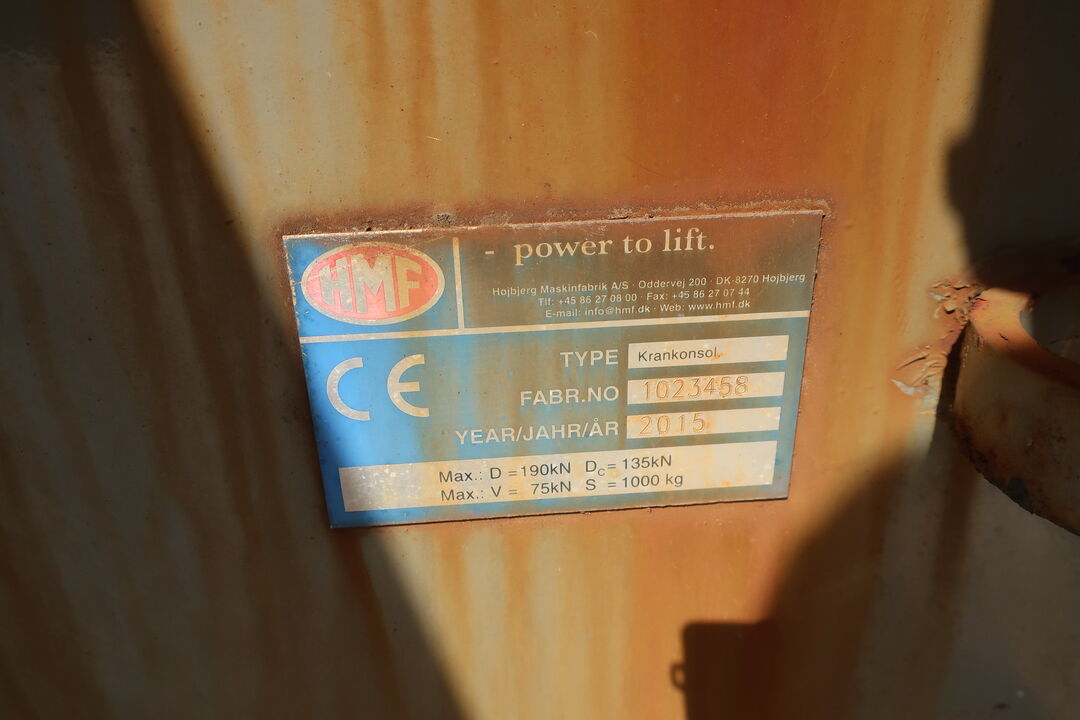 HMF
- power to lift.
Højbjerg Maskinfabrik A/S · Oddervej 200 · DK-8270 Højbjerg
Tlf: +45 86 27 08 00 · Fax: +45 86 27 07 44
E-mail: info@hmf.dk · Web: www.hmf.dk
CE
TYPE Krankonsol
FABR.NO 1023458
YEAR/JAHR/ÅR 2015
Max.: D =190kN Dc= 135kN
Max.: V = 75kN S = 1000 kg